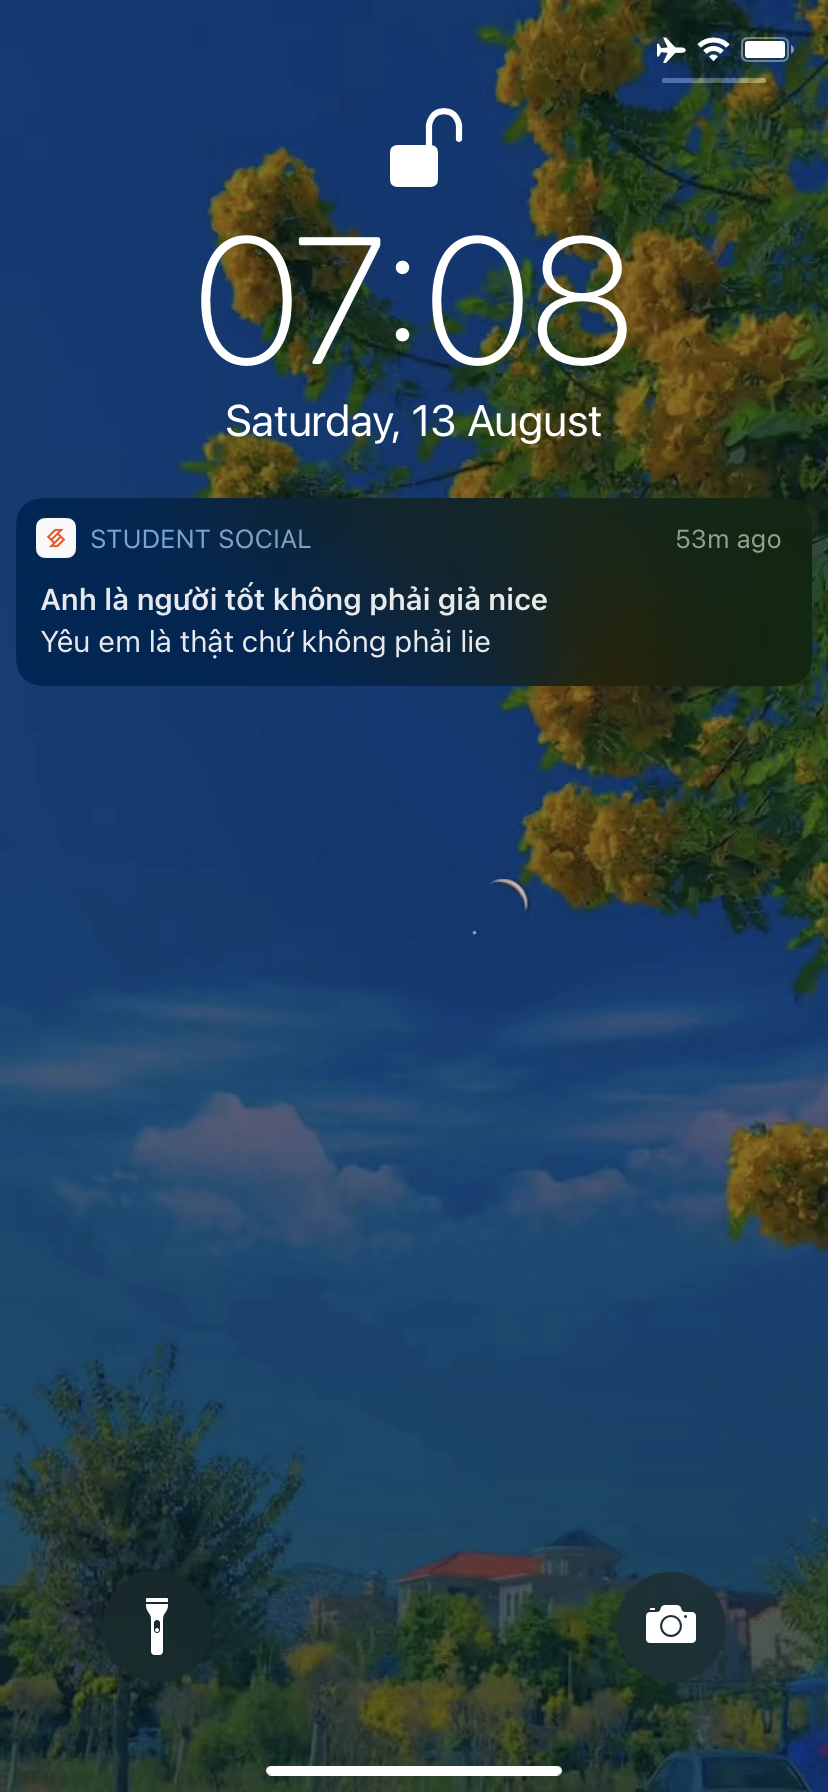 07:08
Saturday, 13 August
STUDENT SOCIAL
53m ago
Anh là người tốt không phải giả nice
Yêu em là thật chứ không phải lie